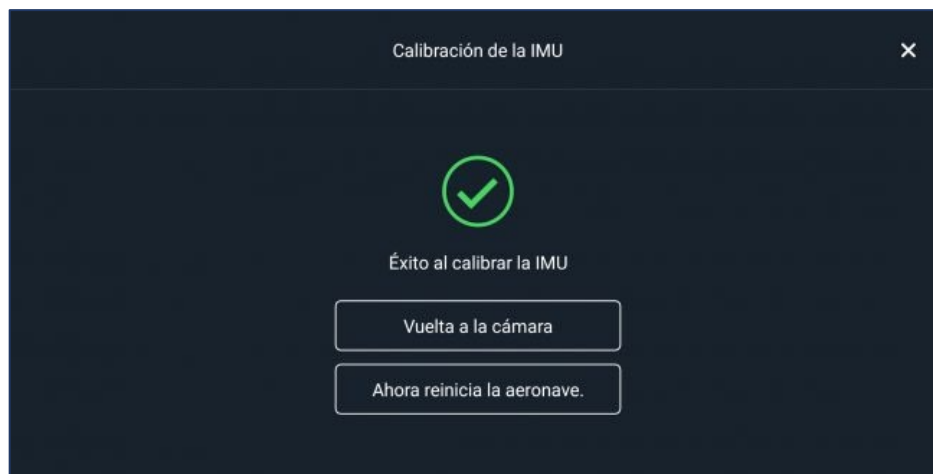 Calibración de la IMU
Éxito al calibrar la IMU
Vuelta a la cámara
Ahora reinicia la aeronave.